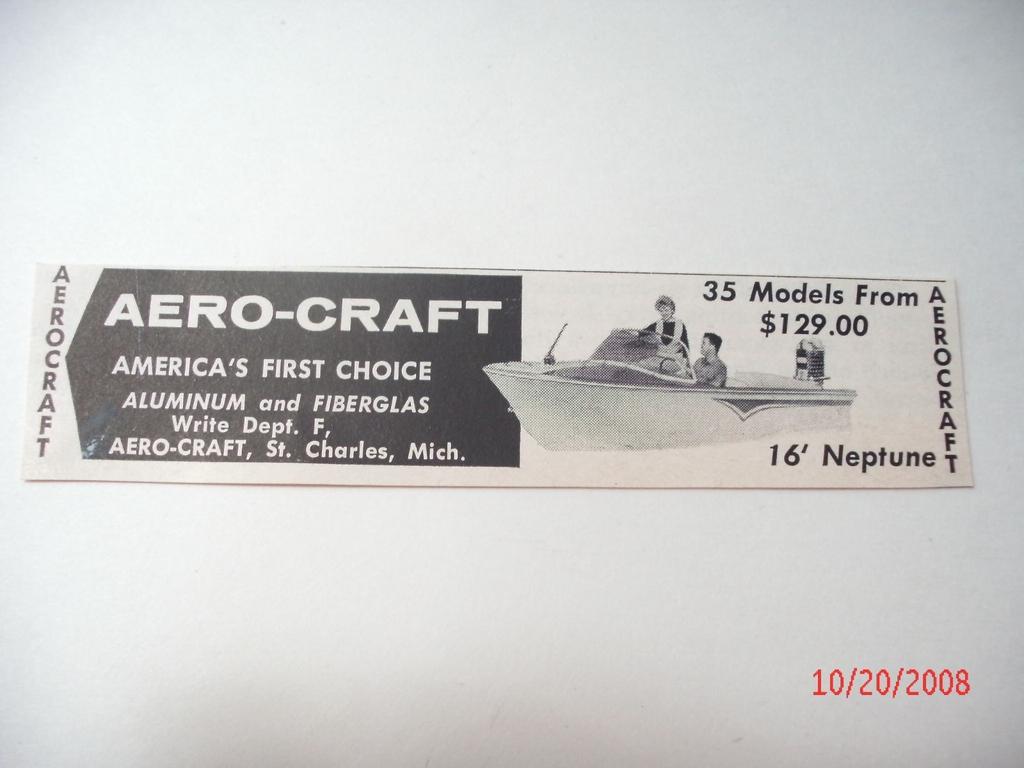 AEROCRAFT
AERO-CRAFT
AMERICA'S FIRST CHOICE
ALUMINUM and FIBERGLAS
Write Dept. F,
AERO-CRAFT, St. Charles, Mich.
35 Models From
$129.00
16' Neptune
AEROCRAFT
10/20/2008